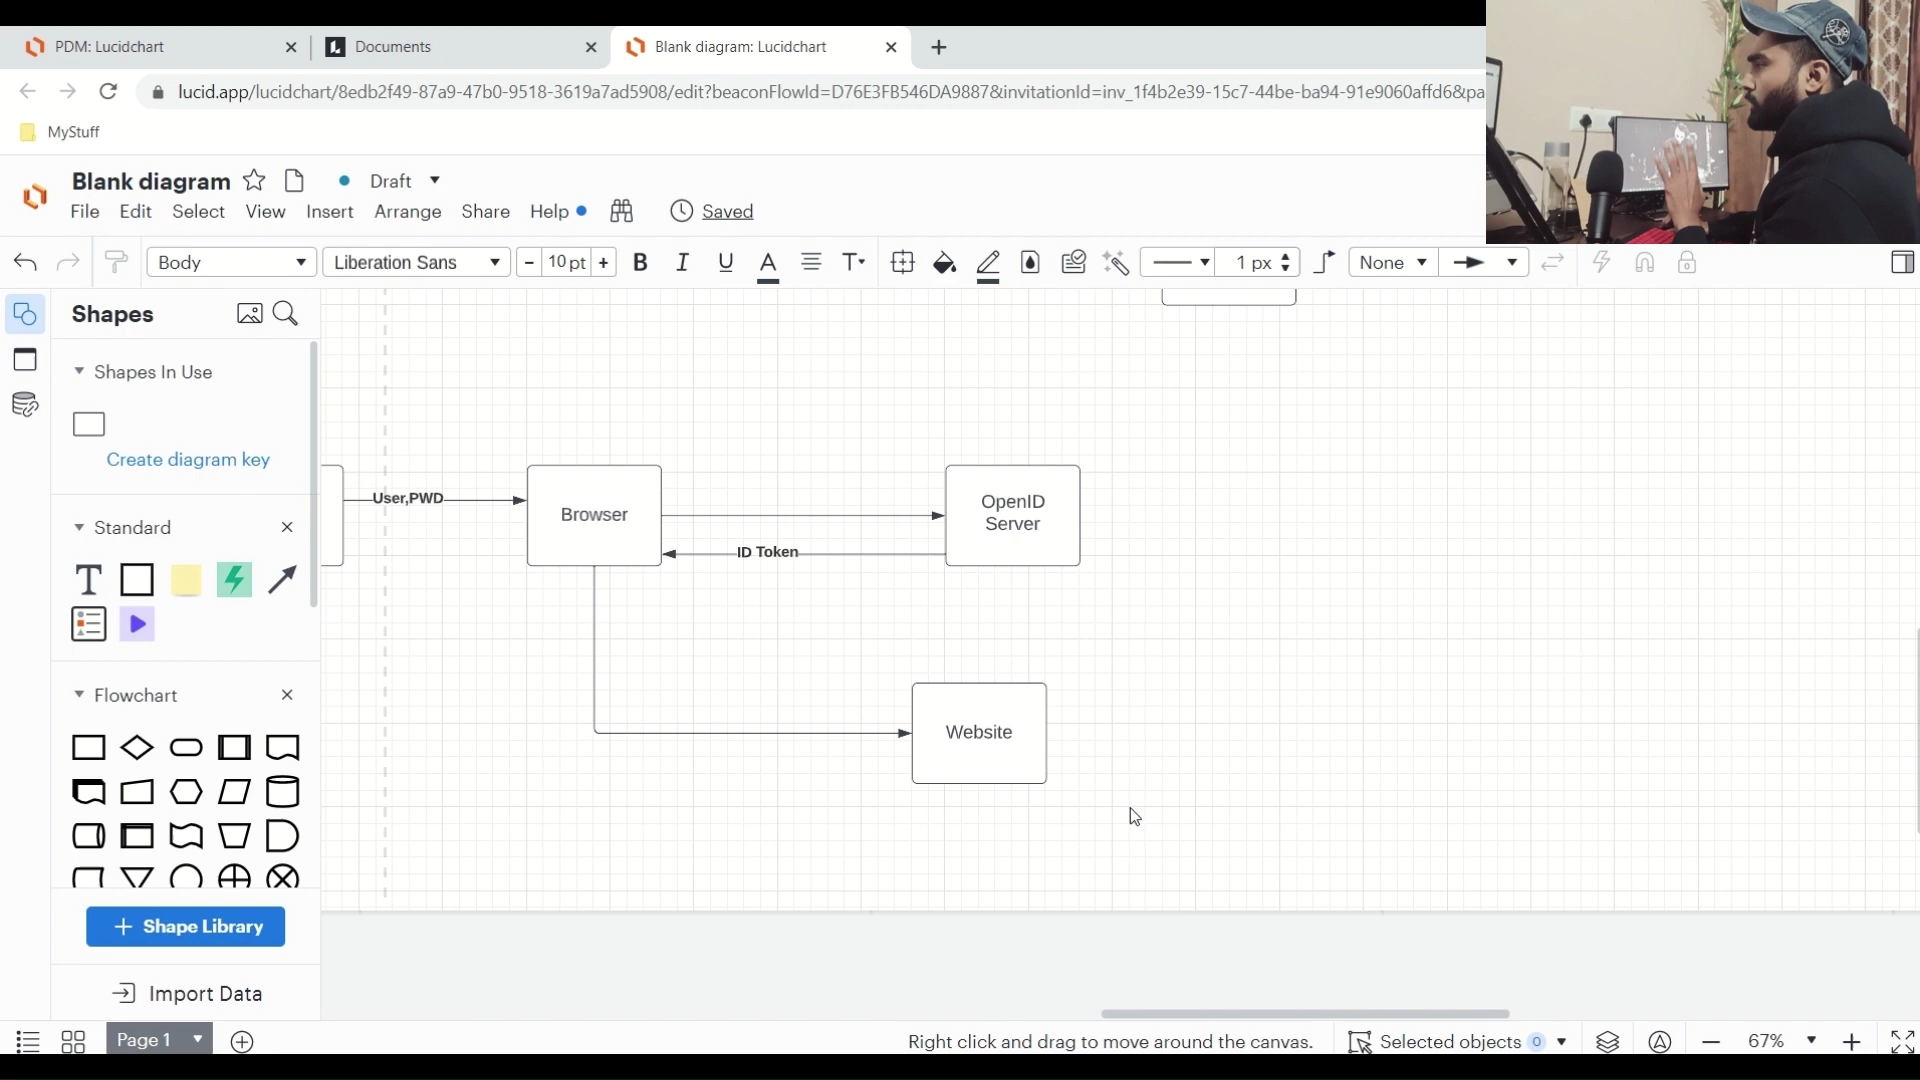 PDM: Lucidchart
Documents
Blank diagram: Lucidchart
lucid.app/lucidchart/8edb2f49-87a9-47b0-9518-3619a7ad5908/edit?beaconFlowId=D76E3FB546DA9887&invitationId=inv_1f4b2e39-15c7-44be-ba94-91e9060affd6&pa
MyStuff
Blank diagram
Draft
File Edit Select View Insert Arrange Share Help
Saved
Body
Liberation Sans
- 10 pt +
B I U A T
1 px
None
Shapes
Shapes In Use
Create diagram key
Standard
T
Flowchart
+ Shape Library
Import Data
User,PWD
Browser
OpenID
Server
ID Token
Website
Page 1
Right click and drag to move around the canvas.
Selected objects 0
67%